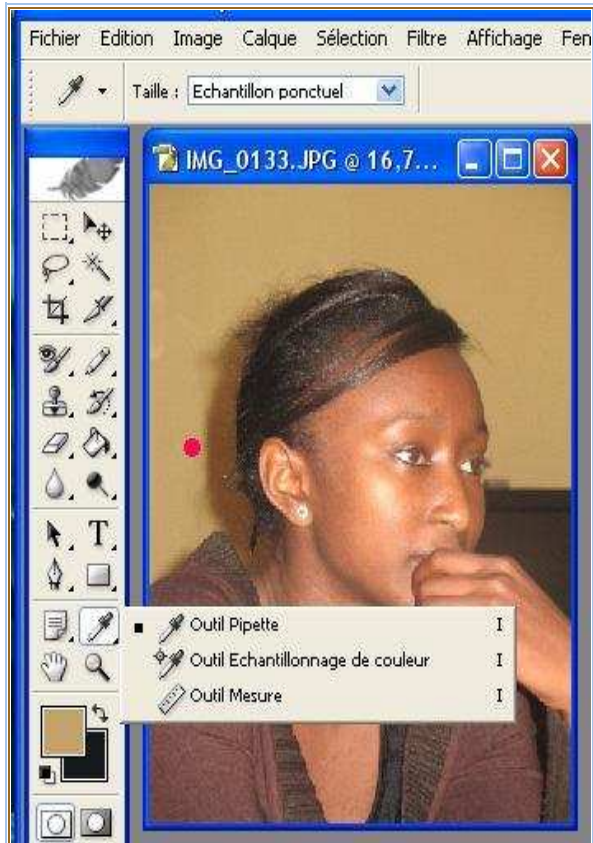 Fichier Edition Image Calque Sélection Filtre Affichage Fen
Taille : Echantillon ponctuel
IMG_0133.JPG @ 16,7...
T
Outil Pipette I
Outil Echantillonnage de couleur I
Outil Mesure I